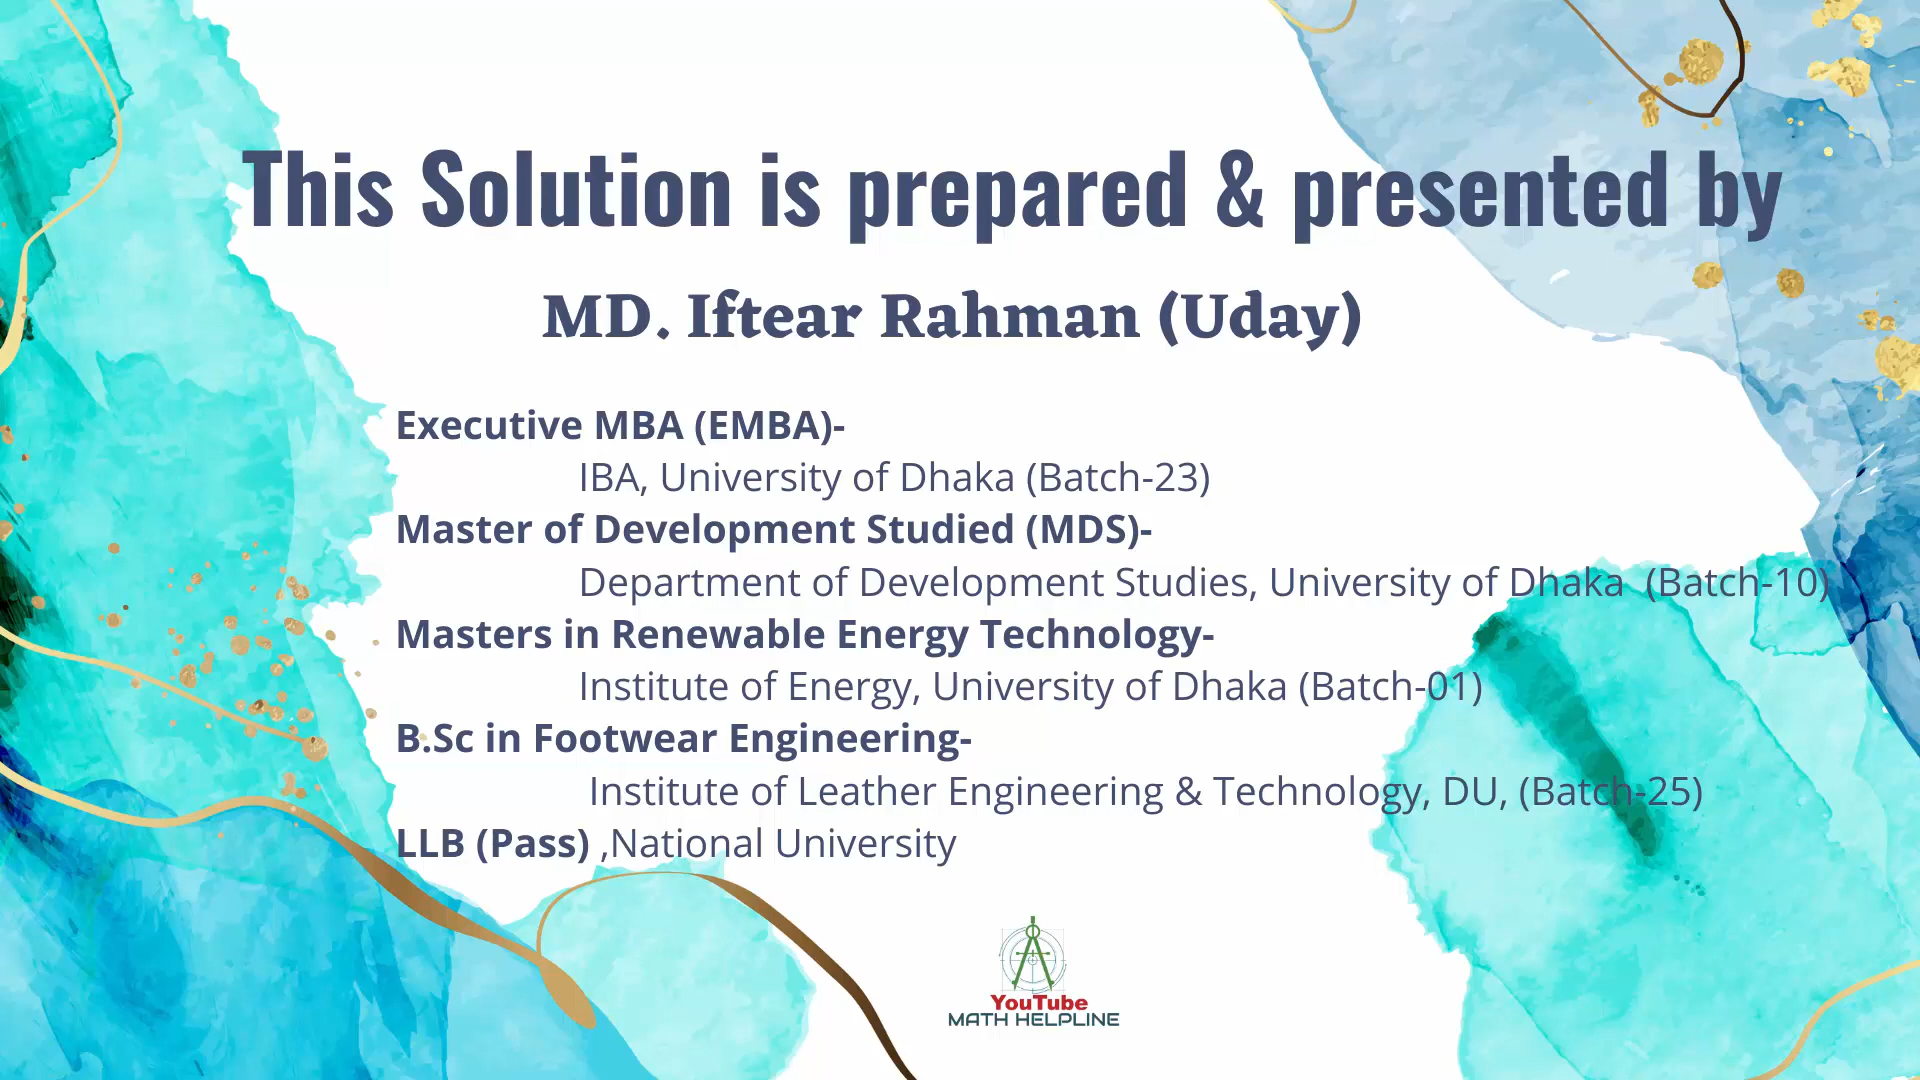 This Solution is prepared & presented by
MD. Iftear Rahman (Uday)
Executive MBA (EMBA)-
IBA, University of Dhaka (Batch-23)
Master of Development Studied (MDS)-
Department of Development Studies, University of Dhaka (Batch-10)
Masters in Renewable Energy Technology-
Institute of Energy, University of Dhaka (Batch-01)
B.Sc in Footwear Engineering-
Institute of Leather Engineering & Technology, DU, (Batch-25)
LLB (Pass) ,National University
YouTube
MATH HELPLINE